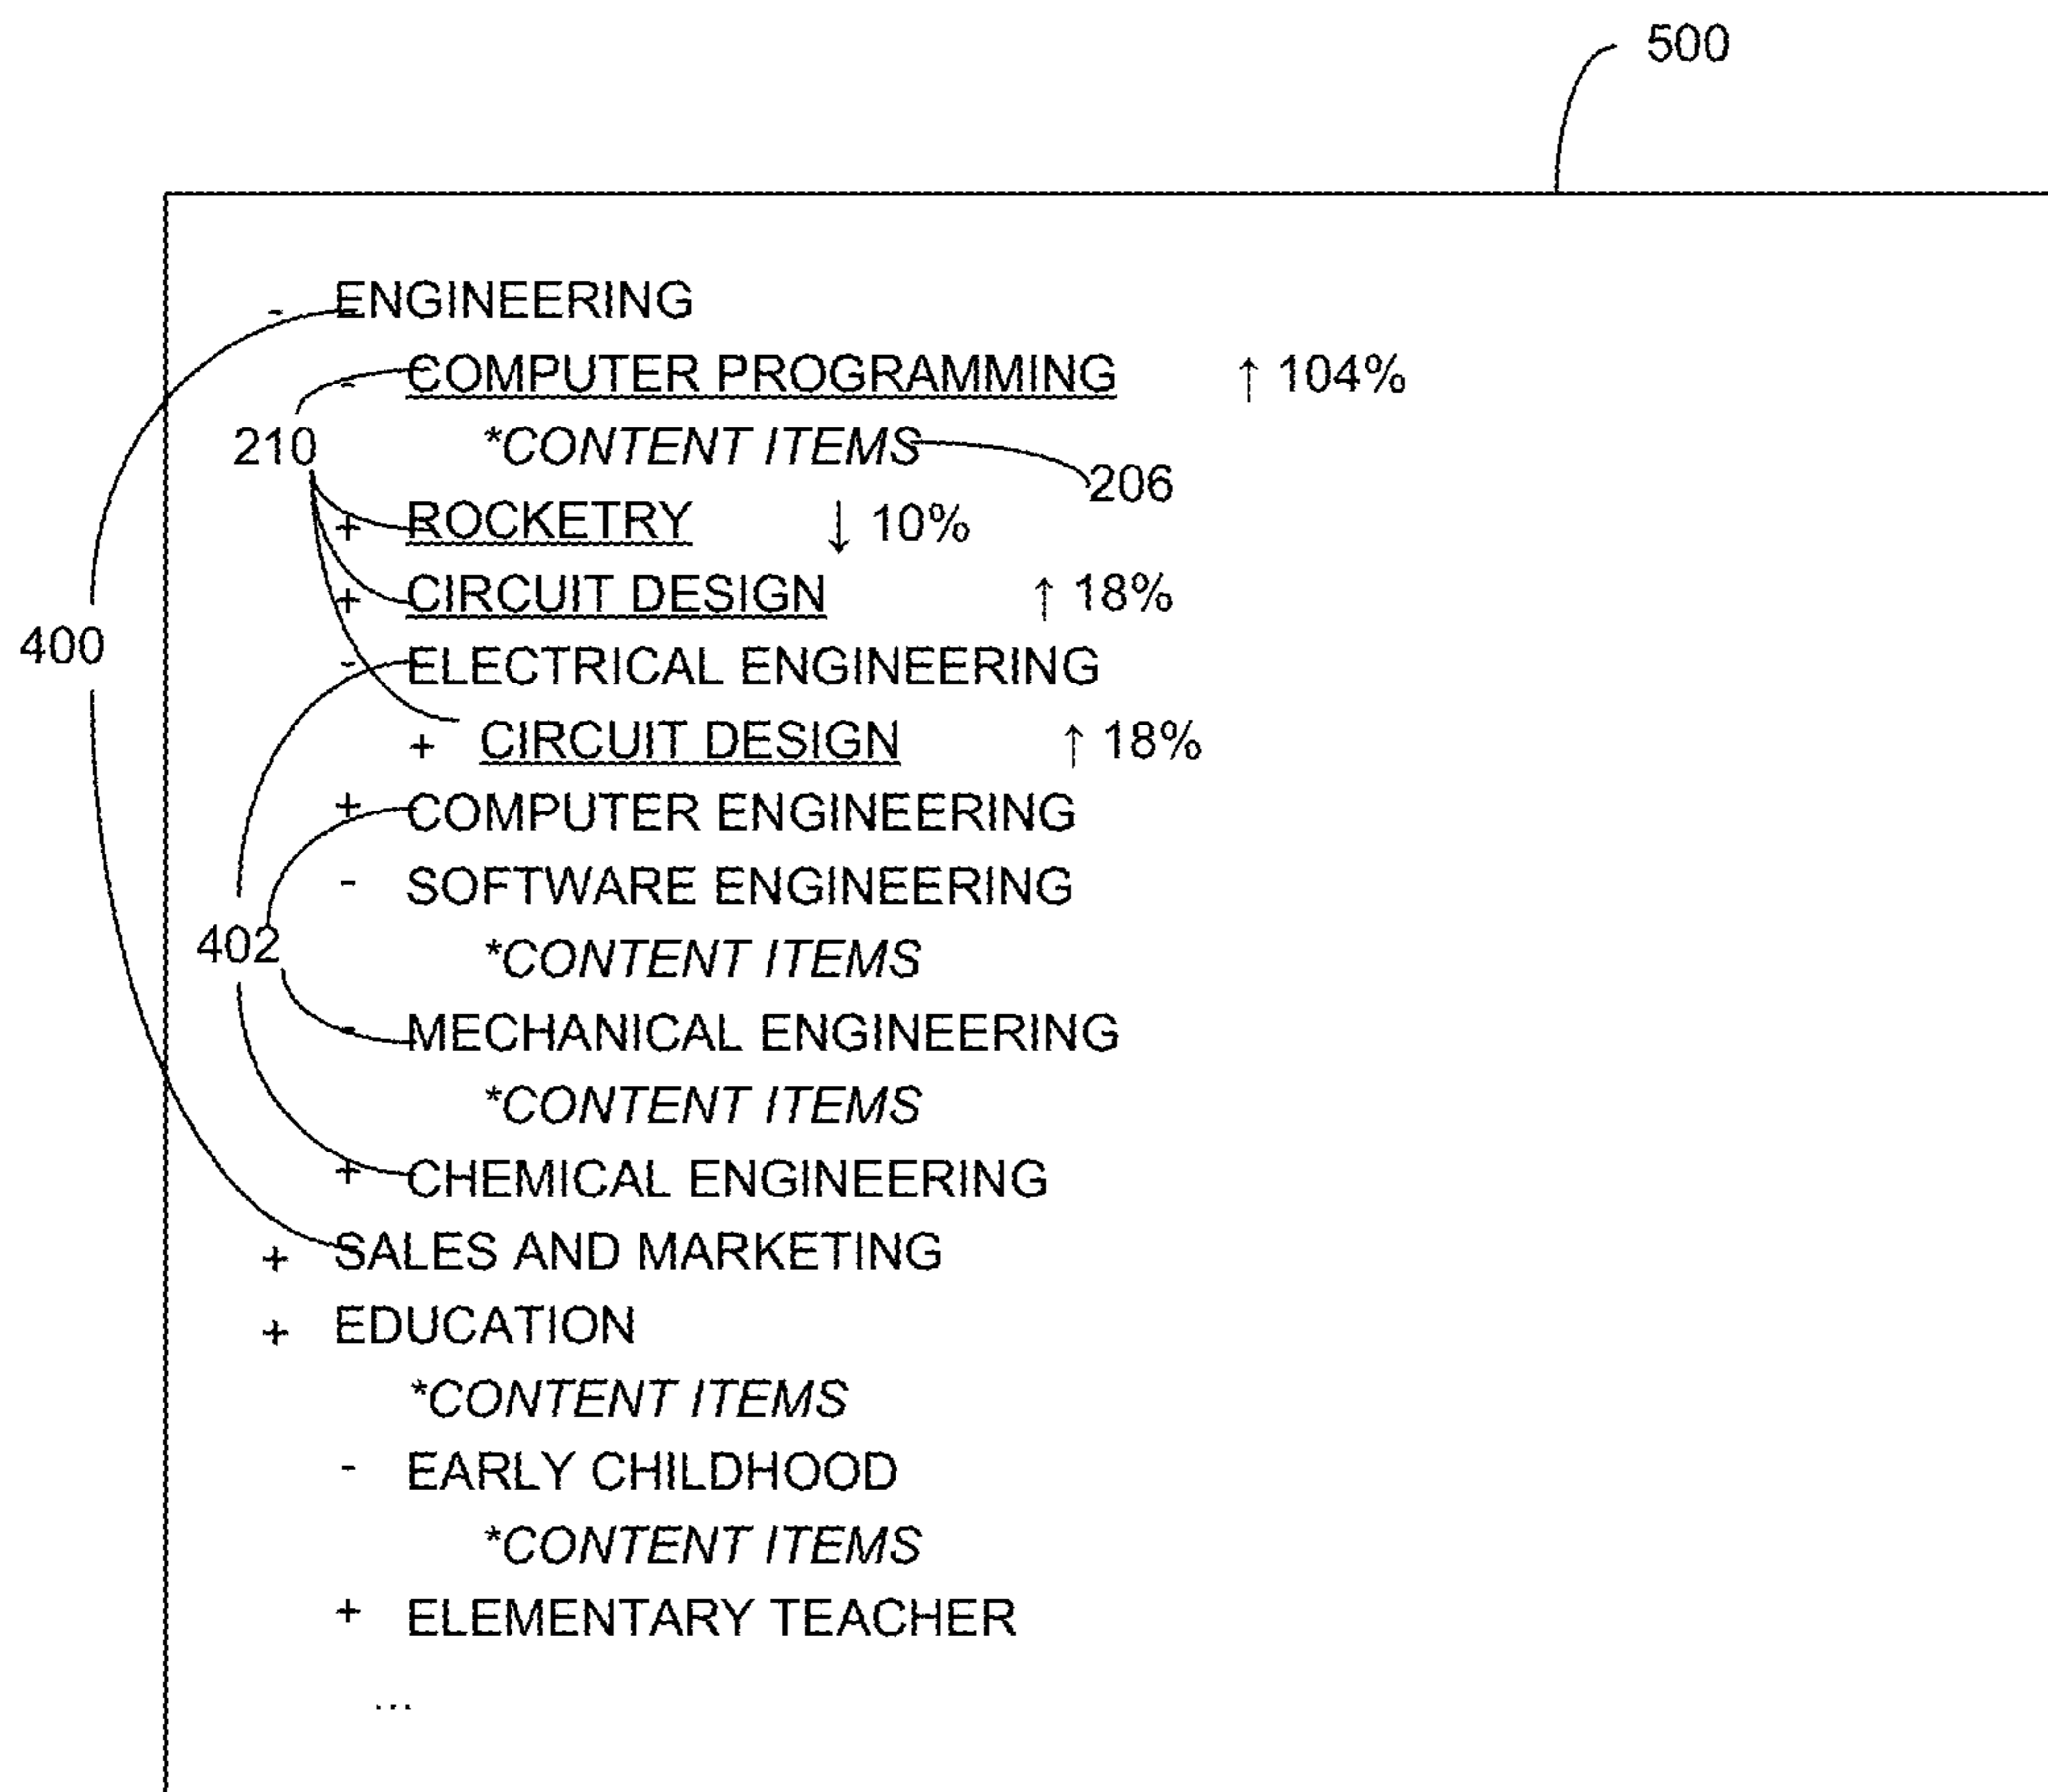 500
- ENGINEERING
- COMPUTER PROGRAMMING ↑ 104%
210 *CONTENT ITEMS
206
+ ROCKETRY ↓ 10%
+ CIRCUIT DESIGN ↑ 18%
400
- ELECTRICAL ENGINEERING
+ CIRCUIT DESIGN ↑ 18%
+ COMPUTER ENGINEERING
- SOFTWARE ENGINEERING
402 *CONTENT ITEMS
- MECHANICAL ENGINEERING
*CONTENT ITEMS
+ CHEMICAL ENGINEERING
+ SALES AND MARKETING
+ EDUCATION
*CONTENT ITEMS
- EARLY CHILDHOOD
*CONTENT ITEMS
+ ELEMENTARY TEACHER
...